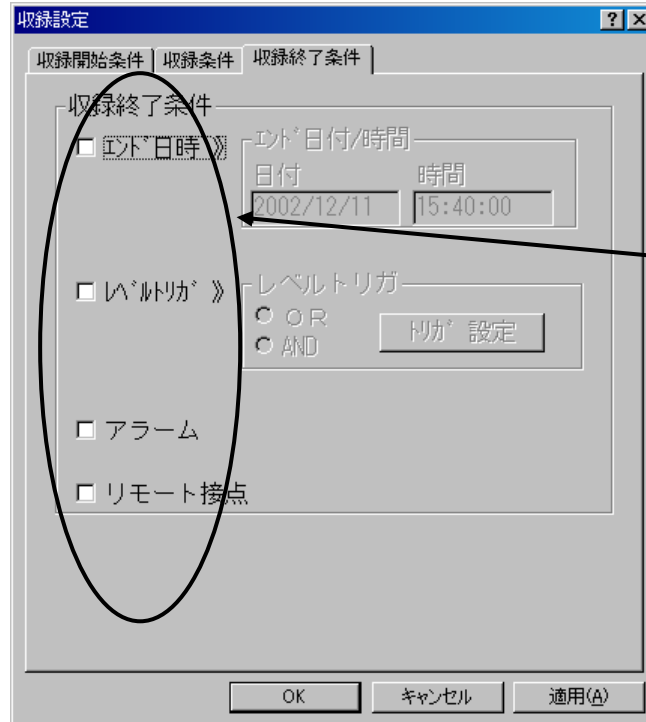 収録設定
収録開始条件 収録条件 収録終了条件
収録終了条件
ｴﾝﾄﾞ日時 》
ｴﾝﾄﾞ日付/時間
日付 時間
2002/12/11 15:40:00
ﾚﾍﾞﾙﾄﾘｶﾞ 》
レベルトリガ
ＯＲ
AND
ﾄﾘｶﾞ 設定
アラーム
リモート接点
OK キャンセル 適用(A)